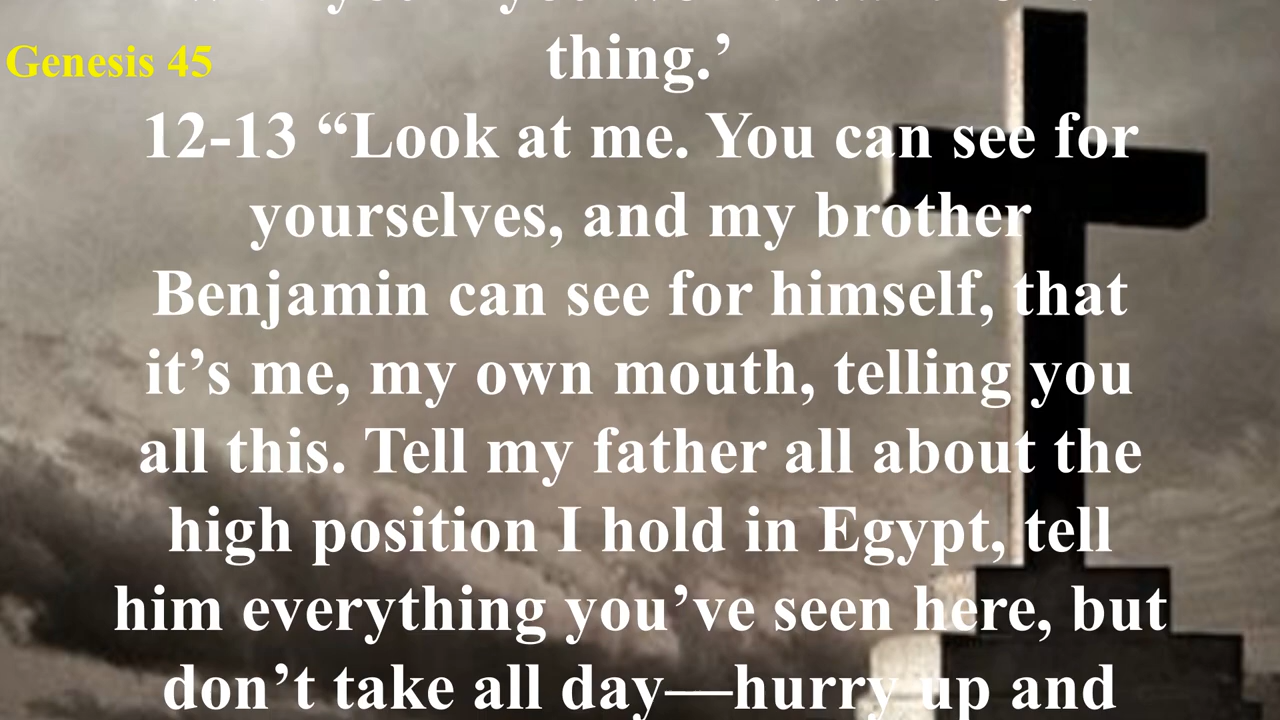 Genesis 45
thing.’
12-13 “Look at me. You can see for
yourselves, and my brother
Benjamin can see for himself, that
it’s me, my own mouth, telling you
all this. Tell my father all about the
high position I hold in Egypt, tell
him everything you’ve seen here, but
don’t take all day—hurry up and